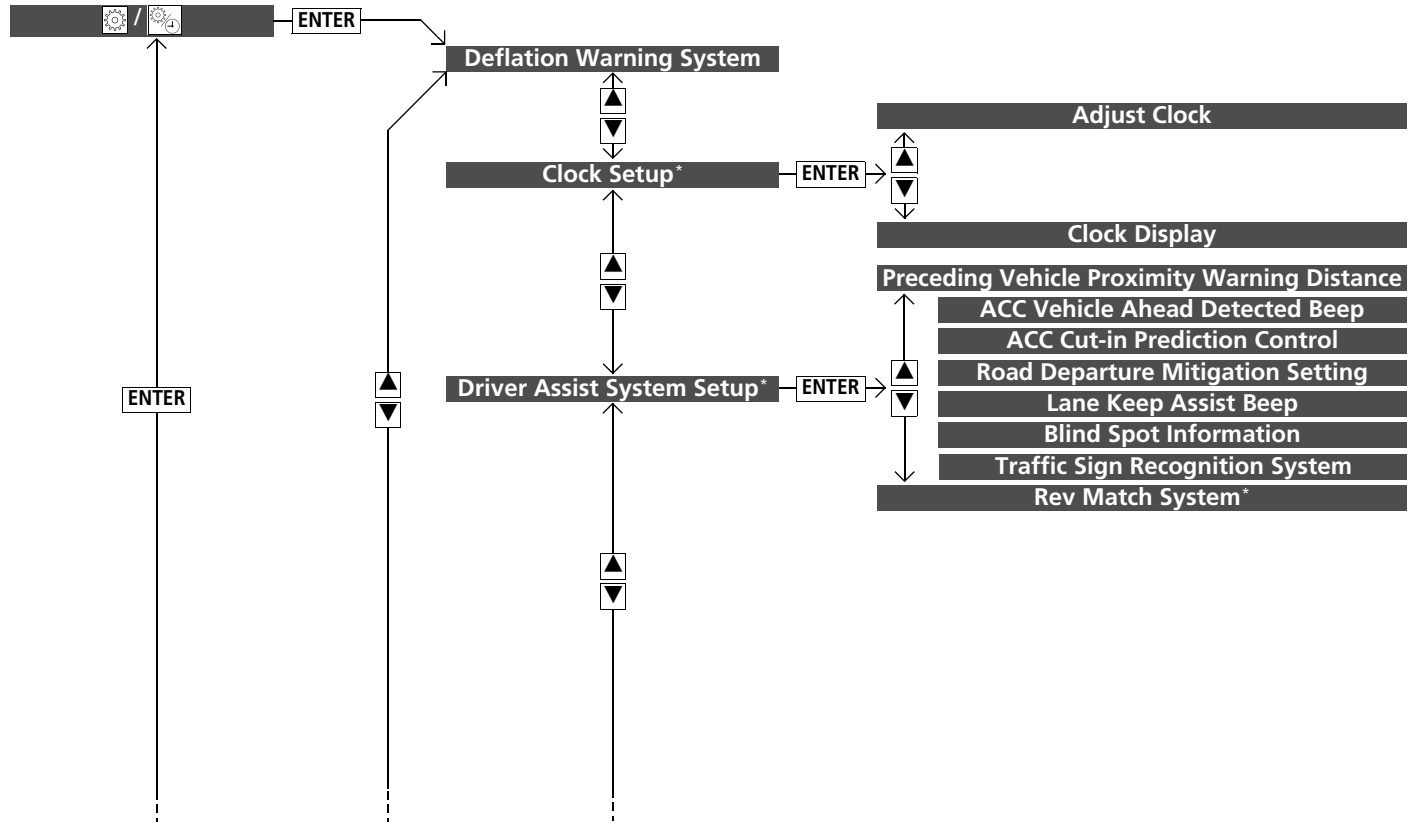 /
ENTER
Deflation Warning System
▲
▼
Adjust Clock
Clock Setup*
ENTER
▲
▼
Clock Display
▲
▼
Preceding Vehicle Proximity Warning Distance
ACC Vehicle Ahead Detected Beep
ACC Cut-in Prediction Control
Road Departure Mitigation Setting
Lane Keep Assist Beep
Blind Spot Information
Traffic Sign Recognition System
Rev Match System*
Driver Assist System Setup*
ENTER
▲
▼
ENTER
▲
▼
▲
▼